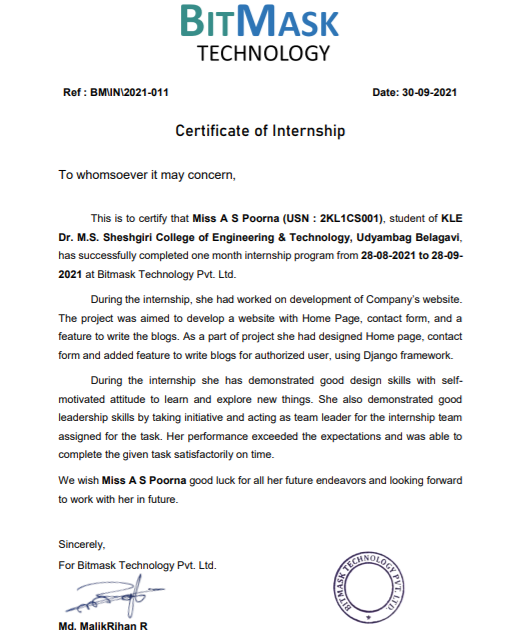 BITMASK
TECHNOLOGY
Ref : BM\IN\2021-011 Date: 30-09-2021
Certificate of Internship
To whomsoever it may concern,
This is to certify that Miss A S Poorna (USN : 2KL1CS001), student of KLE
Dr. M.S. Sheshgiri College of Engineering & Technology, Udyambag Belagavi,
has successfully completed one month internship program from 28-08-2021 to 28-09-
2021 at Bitmask Technology Pvt. Ltd.
During the internship, she had worked on development of Company's website.
The project was aimed to develop a website with Home Page, contact form, and a
feature to write the blogs. As a part of project she had designed Home page, contact
form and added feature to write blogs for authorized user, using Django framework.
During the internship she has demonstrated good design skills with self-
motivated attitude to learn and explore new things. She also demonstrated good
leadership skills by taking initiative and acting as team leader for the internship team
assigned for the task. Her performance exceeded the expectations and was able to
complete the given task satisfactorily on time.
We wish Miss A S Poorna good luck for all her future endeavors and looking forward
to work with her in future.
Sincerely,
For Bitmask Technology Pvt. Ltd.
BITMASK TECHNOLOGY PVT. LTD.
Md. MalikRihan R